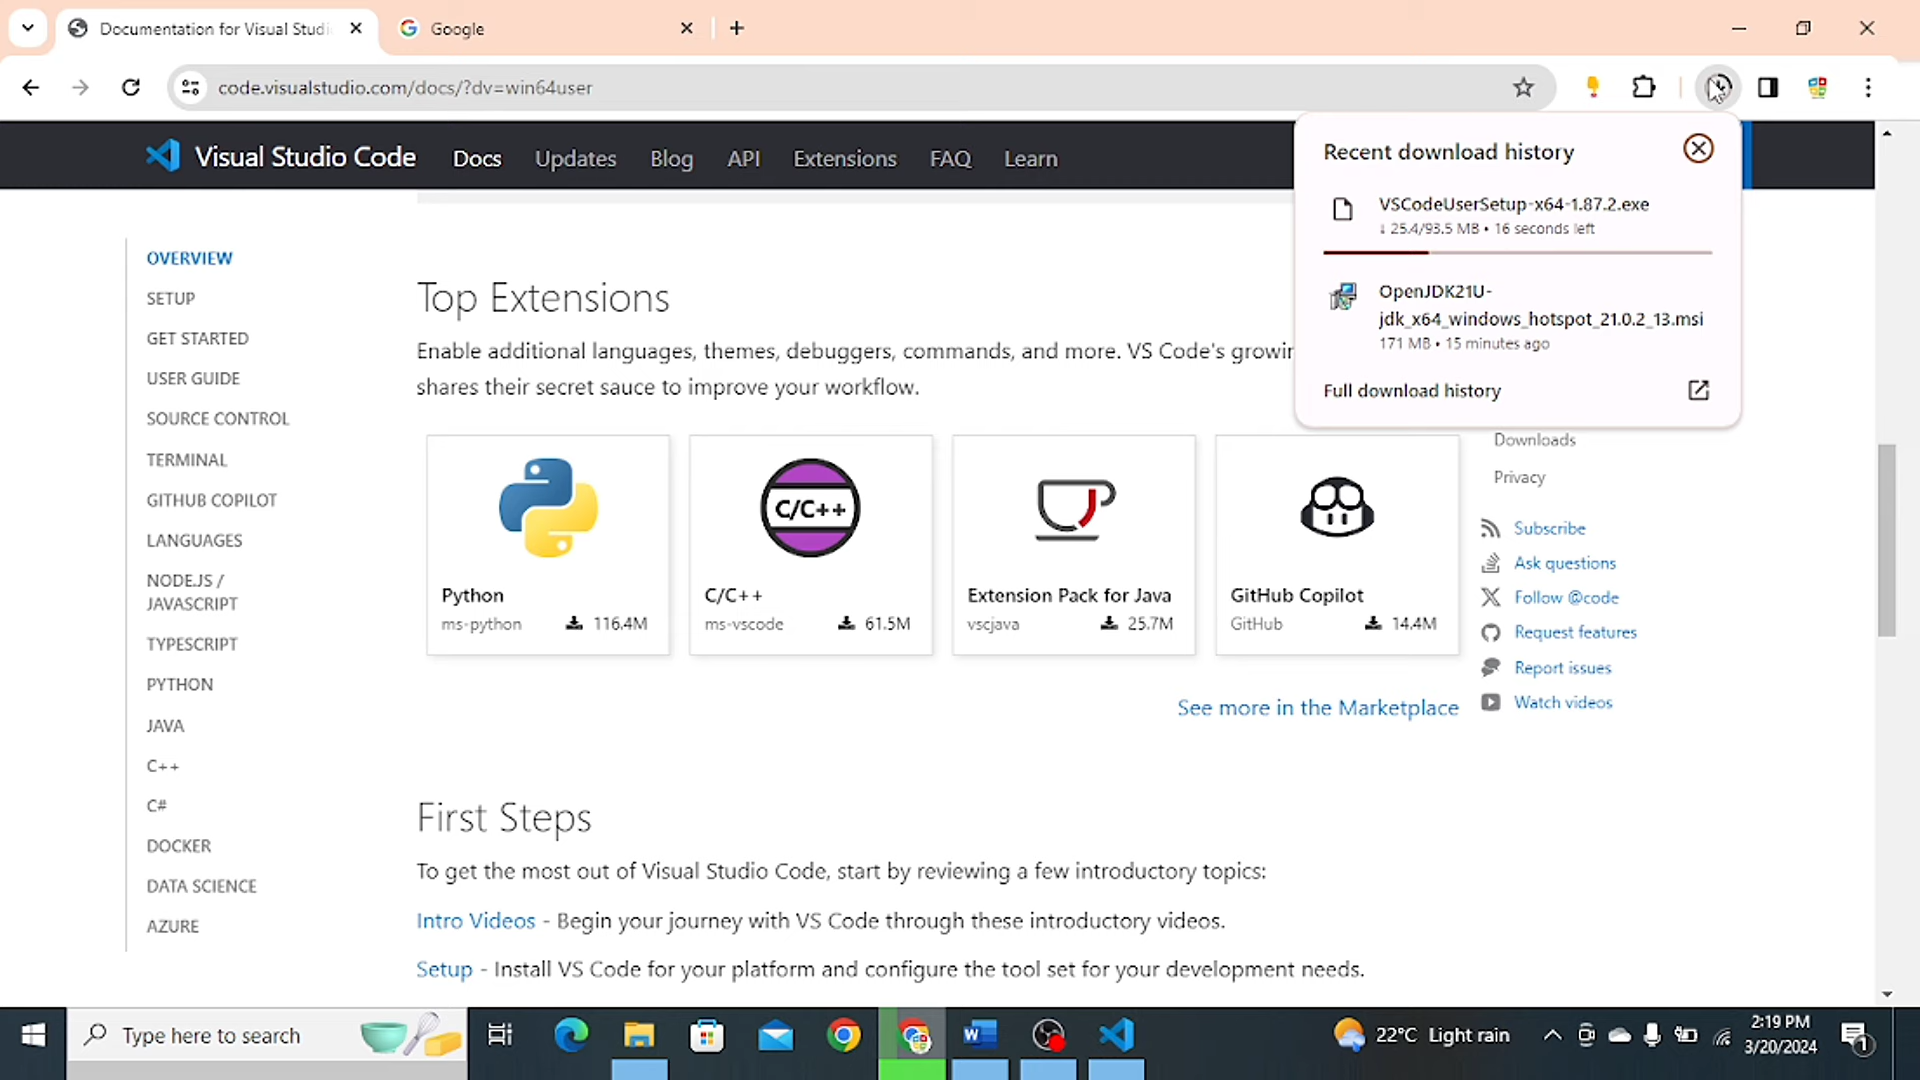 Documentation for Visual Studi
Google
code.visualstudio.com/docs/?dv=win64user
Visual Studio Code
Docs
Updates
Blog
API
Extensions
FAQ
Learn
Recent download history
VSCodeUserSetup-x64-1.87.2.exe
↓ 25.4/93.5 MB • 16 seconds left
OpenJDK21U-
jdk_x64_windows_hotspot_21.0.2_13.msi
171 MB • 15 minutes ago
Full download history
OVERVIEW
SETUP
GET STARTED
USER GUIDE
SOURCE CONTROL
TERMINAL
GITHUB COPILOT
LANGUAGES
NODE.JS /
JAVASCRIPT
TYPESCRIPT
PYTHON
JAVA
C++
C#
DOCKER
DATA SCIENCE
AZURE
Top Extensions
Enable additional languages, themes, debuggers, commands, and more. VS Code's growin
shares their secret sauce to improve your workflow.
Python
ms-python
116.4M
C/C++
C/C++
ms-vscode
61.5M
Extension Pack for Java
vscjava
25.7M
GitHub Copilot
GitHub
14.4M
See more in the Marketplace
Downloads
Privacy
Subscribe
Ask questions
Follow @code
Request features
Report issues
Watch videos
First Steps
To get the most out of Visual Studio Code, start by reviewing a few introductory topics:
Intro Videos - Begin your journey with VS Code through these introductory videos.
Setup - Install VS Code for your platform and configure the tool set for your development needs.
Type here to search
22°C Light rain
2:19 PM
3/20/2024
1